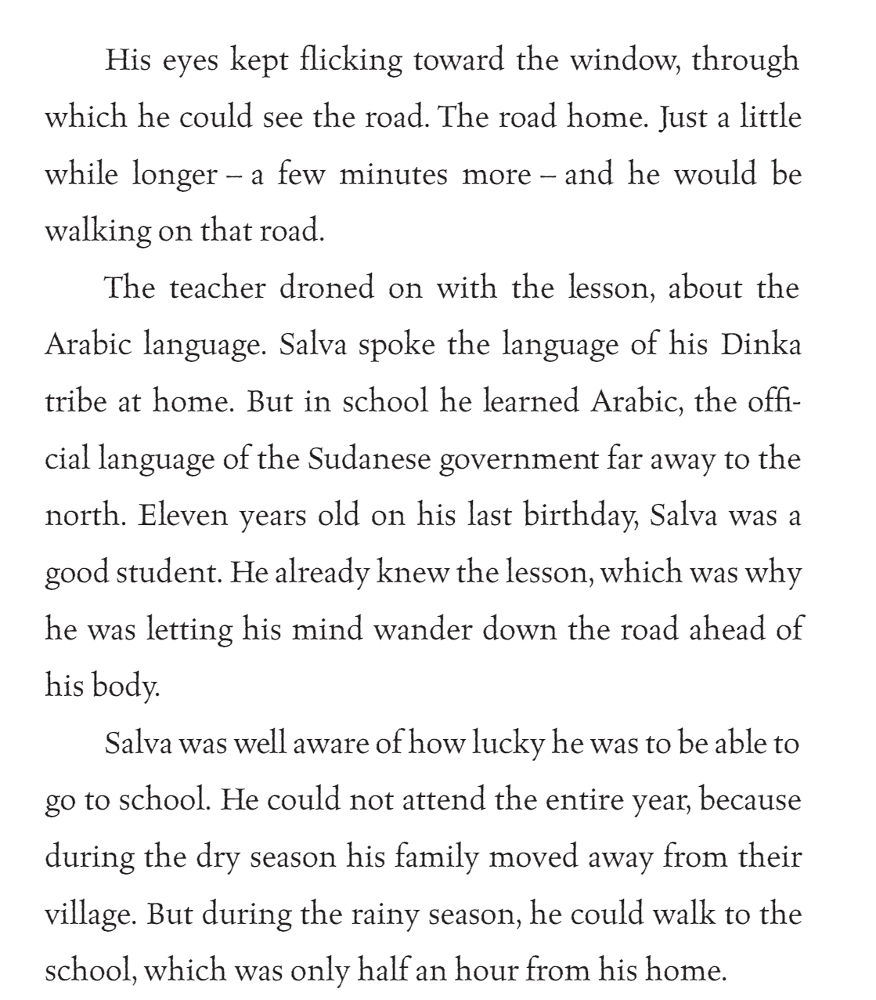 His eyes kept flicking toward the window, through
which he could see the road. The road home. Just a little
while longer – a few minutes more – and he would be
walking on that road.
The teacher droned on with the lesson, about the
Arabic language. Salva spoke the language of his Dinka
tribe at home. But in school he learned Arabic, the offi-
cial language of the Sudanese government far away to the
north. Eleven years old on his last birthday, Salva was a
good student. He already knew the lesson, which was why
he was letting his mind wander down the road ahead of
his body.
Salva was well aware of how lucky he was to be able to
go to school. He could not attend the entire year, because
during the dry season his family moved away from their
village. But during the rainy season, he could walk to the
school, which was only half an hour from his home.